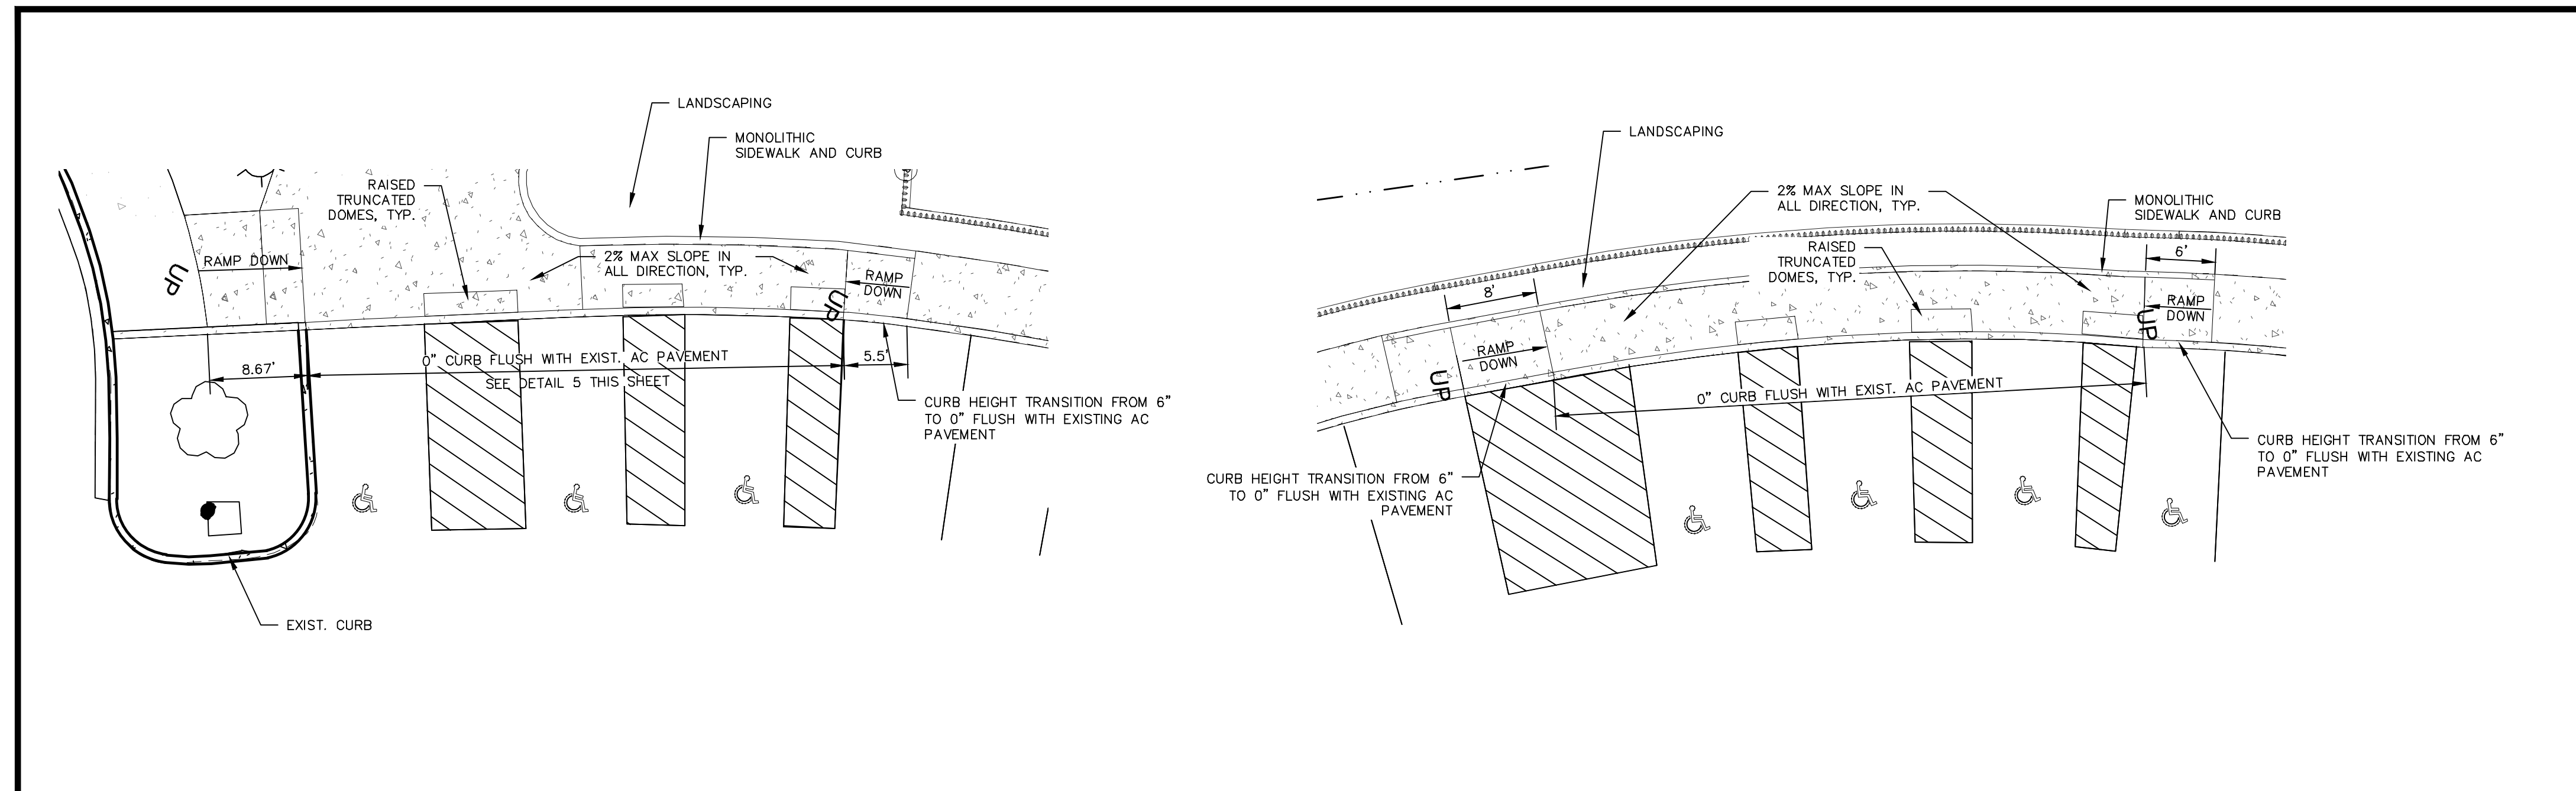 LANDSCAPING
MONOLITHIC
SIDEWALK AND CURB
RAISED
TRUNCATED
DOMES, TYP.
UP
RAMP DOWN
2% MAX SLOPE IN
ALL DIRECTION, TYP.
RAMP
DOWN
UP
8.67'
0" CURB FLUSH WITH EXIST. AC PAVEMENT
SEE DETAIL 5 THIS SHEET
5.5'
CURB HEIGHT TRANSITION FROM 6"
TO 0" FLUSH WITH EXISTING AC
PAVEMENT
EXIST. CURB
LANDSCAPING
2% MAX SLOPE IN
ALL DIRECTION, TYP.
MONOLITHIC
SIDEWALK AND CURB
RAISED
TRUNCATED
DOMES, TYP.
6'
8'
RAMP
DOWN
UP
RAMP
DOWN
UP
0" CURB FLUSH WITH EXIST. AC PAVEMENT
CURB HEIGHT TRANSITION FROM 6"
TO 0" FLUSH WITH EXISTING AC
PAVEMENT
CURB HEIGHT TRANSITION FROM 6"
TO 0" FLUSH WITH EXISTING AC
PAVEMENT